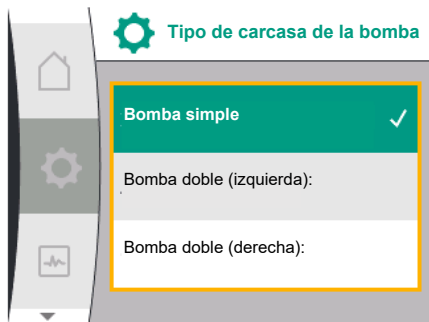 Tipo de carcasa de la bomba
Bomba simple
Bomba doble (izquierda):
Bomba doble (derecha):